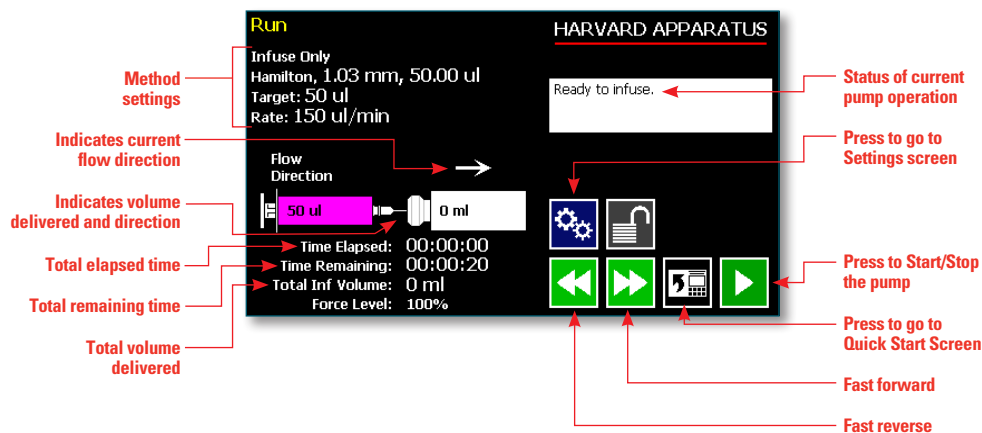 Run
HARVARD APPARATUS
Infuse Only
Hamilton, 1.03 mm, 50.00 ul
Target: 50 ul
Rate: 150 ul/min
Ready to infuse.
Flow
Direction
50 ul
0 ml
Time Elapsed: 00:00:00
Time Remaining: 00:00:20
Total Inf Volume: 0 ml
Force Level: 100%
Method
settings
Indicates current
flow direction
Indicates volume
delivered and direction
Total elapsed time
Total remaining time
Total volume
delivered
Status of current
pump operation
Press to go to
Settings screen
Press to Start/Stop
the pump
Press to go to
Quick Start Screen
Fast forward
Fast reverse